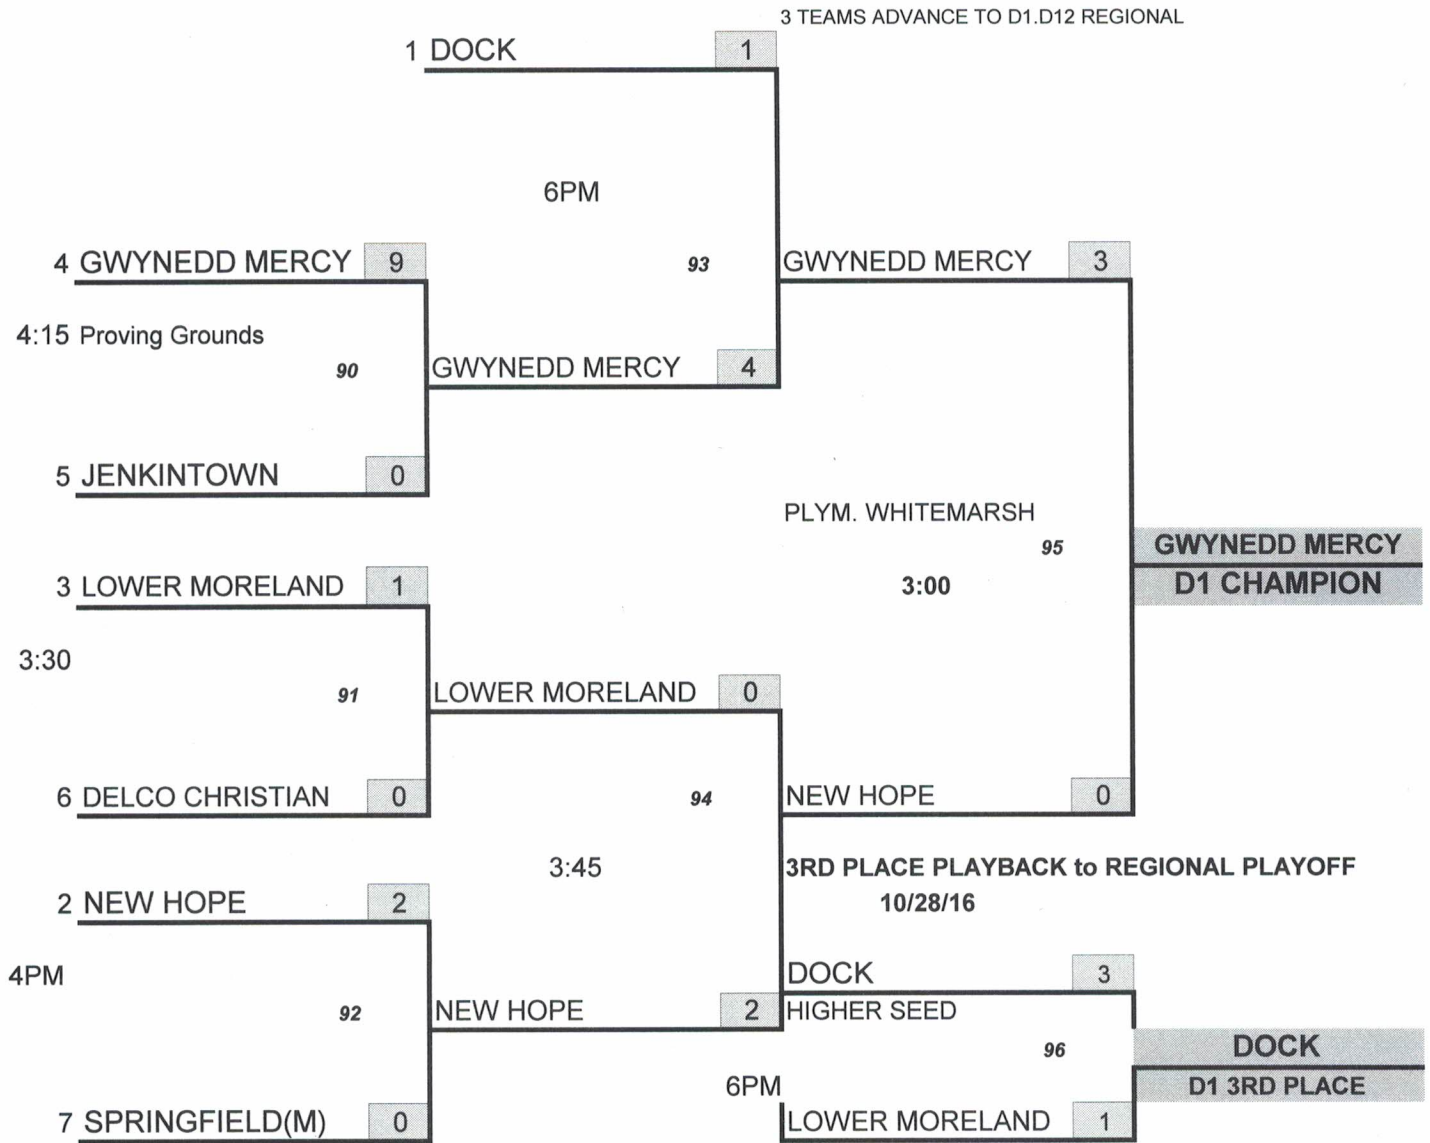 3 TEAMS ADVANCE TO D1.D12 REGIONAL
1 DOCK 1
6PM
4 GWYNEDD MERCY 9
93
GWYNEDD MERCY 3
4:15 Proving Grounds
90
GWYNEDD MERCY 4
5 JENKINTOWN 0
PLYM. WHITEMARSH
95
GWYNEDD MERCY
D1 CHAMPION
3:00
3 LOWER MORELAND 1
3:30
91
LOWER MORELAND 0
6 DELCO CHRISTIAN 0
94
NEW HOPE 0
3:45
3RD PLACE PLAYBACK to REGIONAL PLAYOFF
10/28/16
2 NEW HOPE 2
4PM
DOCK 3
92
NEW HOPE 2
HIGHER SEED
96
DOCK
D1 3RD PLACE
6PM
7 SPRINGFIELD(M) 0
LOWER MORELAND 1